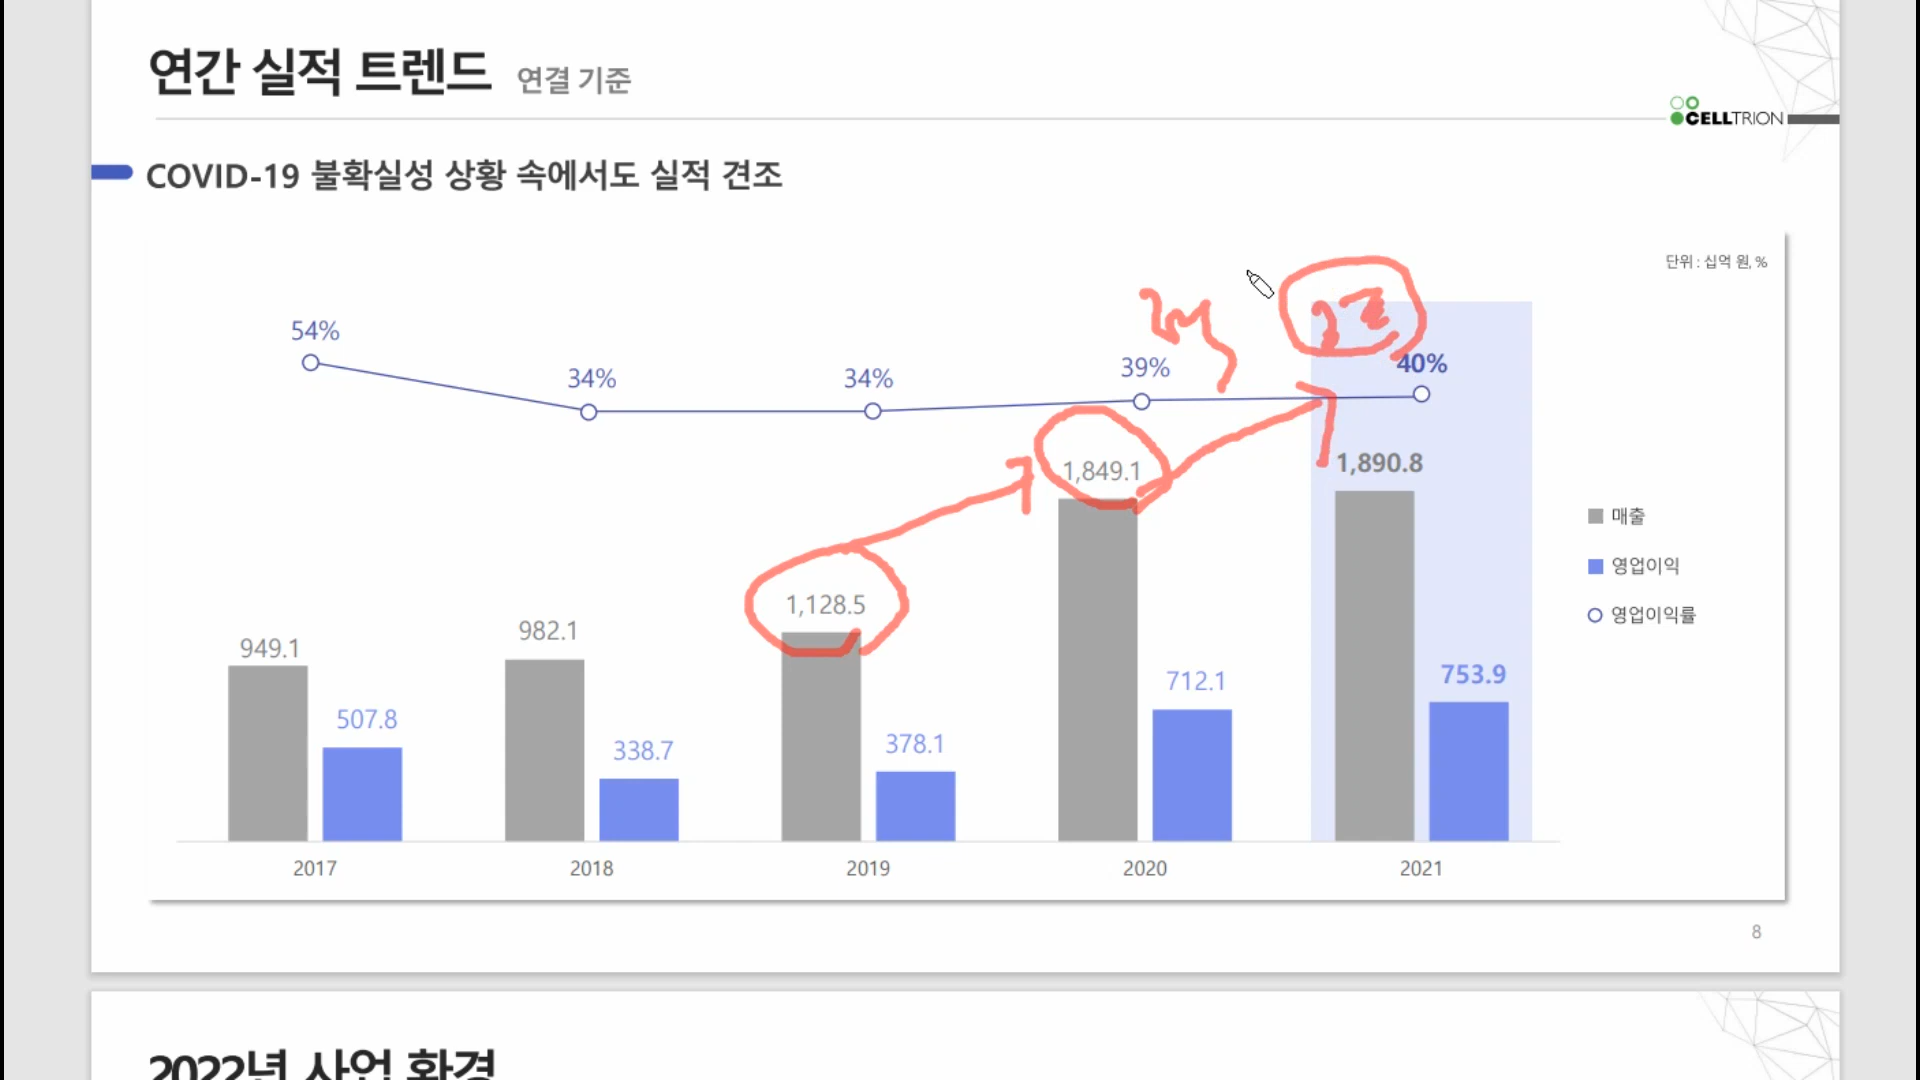 연간 실적 트렌드 연결 기준
CELLTRION
COVID-19 불확실성 상황 속에서도 실적 견조
단위 : 십억 원, %
54%
34%
34%
39%
40%
949.1
507.8
982.1
338.7
1,128.5
378.1
1,849.1
712.1
1,890.8
753.9
매출
영업이익
영업이익률
2017
2018
2019
2020
2021
8
2022년 사업 환경